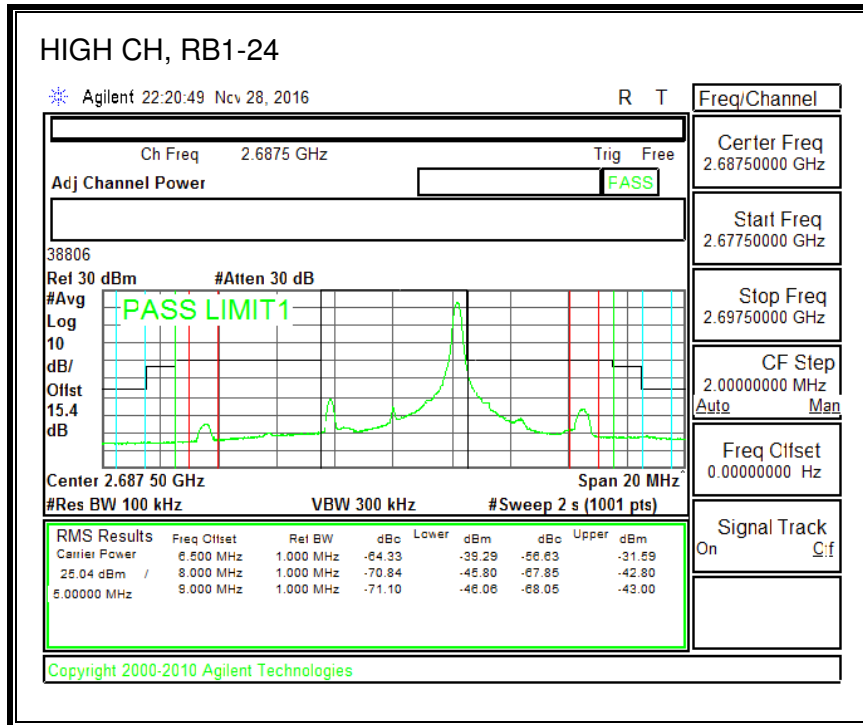 HIGH CH, RB1-24
Agilent 22:20:49 Nov 28, 2016 R T
Freq/Channel
Ch Freq 2.6875 GHz Trig Free
Adj Channel Power FASS
Center Freq
2.68750000 GHz
Start Freq
2.67750000 GHz
Stop Freq
2.69750000 GHz
CF Step
2.00000000 MHz
Auto Man
Freq Offset
0.00000000 Hz
Signal Track
On Off
38806
Ref 30 dBm #Atten 30 dB
#Avg
Log
10
dB/
Offst
15.4
dB
PASS LIMIT1
Center 2.687 50 GHz Span 20 MHz
#Res BW 100 kHz VBW 300 kHz #Sweep 2 s (1001 pts)
RMS Results Freq Offset Ref BW dBc Lower dBm dBc Upper dBm
Carrier Power 6.500 MHz 1.000 MHz -64.33 -39.29 -56.63 -31.59
25.04 dBm / 8.000 MHz 1.000 MHz -70.84 -45.80 -67.85 -42.80
5.00000 MHz 9.000 MHz 1.000 MHz -71.10 -46.06 -68.05 -43.00
Copyright 2000-2010 Agilent Technologies